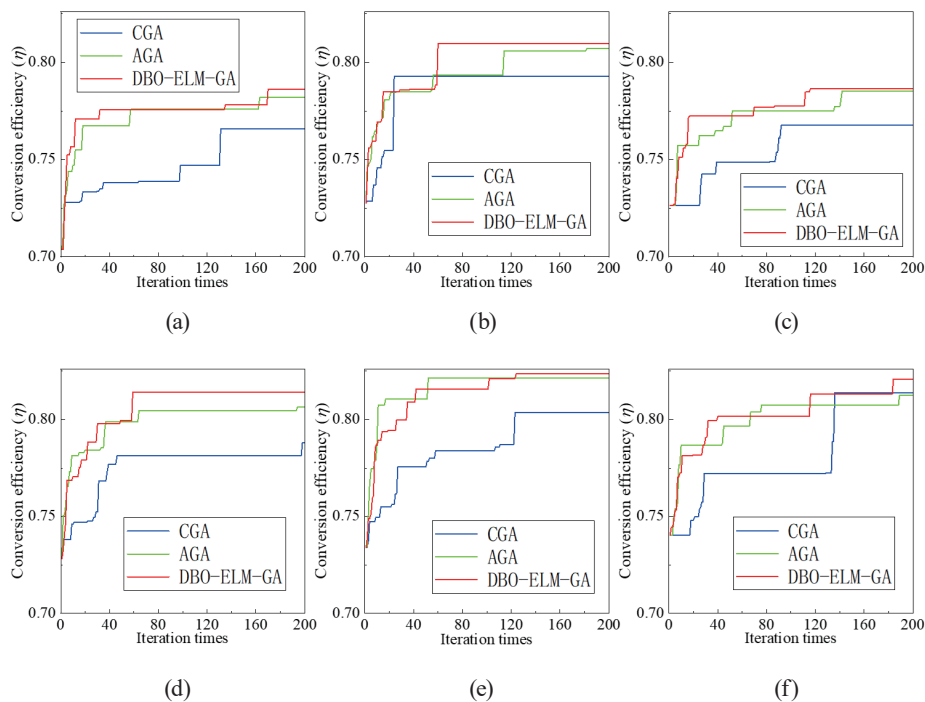 CGA
AGA
DBO-ELM-GA
Conversion efficiency (η)
0.80
0.75
0.70
0 40 80 120 160 200
Iteration times
(a)
Conversion efficiency (η)
0.80
0.75
0.70
CGA
AGA
DBO-ELM-GA
0 40 80 120 160 200
Iteration times
(b)
Conversion efficiency (η)
0.80
0.75
0.70
CGA
AGA
DBO-ELM-GA
0 40 80 120 160 200
Iteration times
(c)
Conversion efficiency (η)
0.80
0.75
0.70
CGA
AGA
DBO-ELM-GA
0 40 80 120 160 200
Iteration times
(d)
Conversion efficiency (η)
0.80
0.75
0.70
CGA
AGA
DBO-ELM-GA
0 40 80 120 160 200
Iteration times
(e)
Conversion efficiency (η)
0.80
0.75
0.70
CGA
AGA
DBO-ELM-GA
0 40 80 120 160 200
Iteration times
(f)